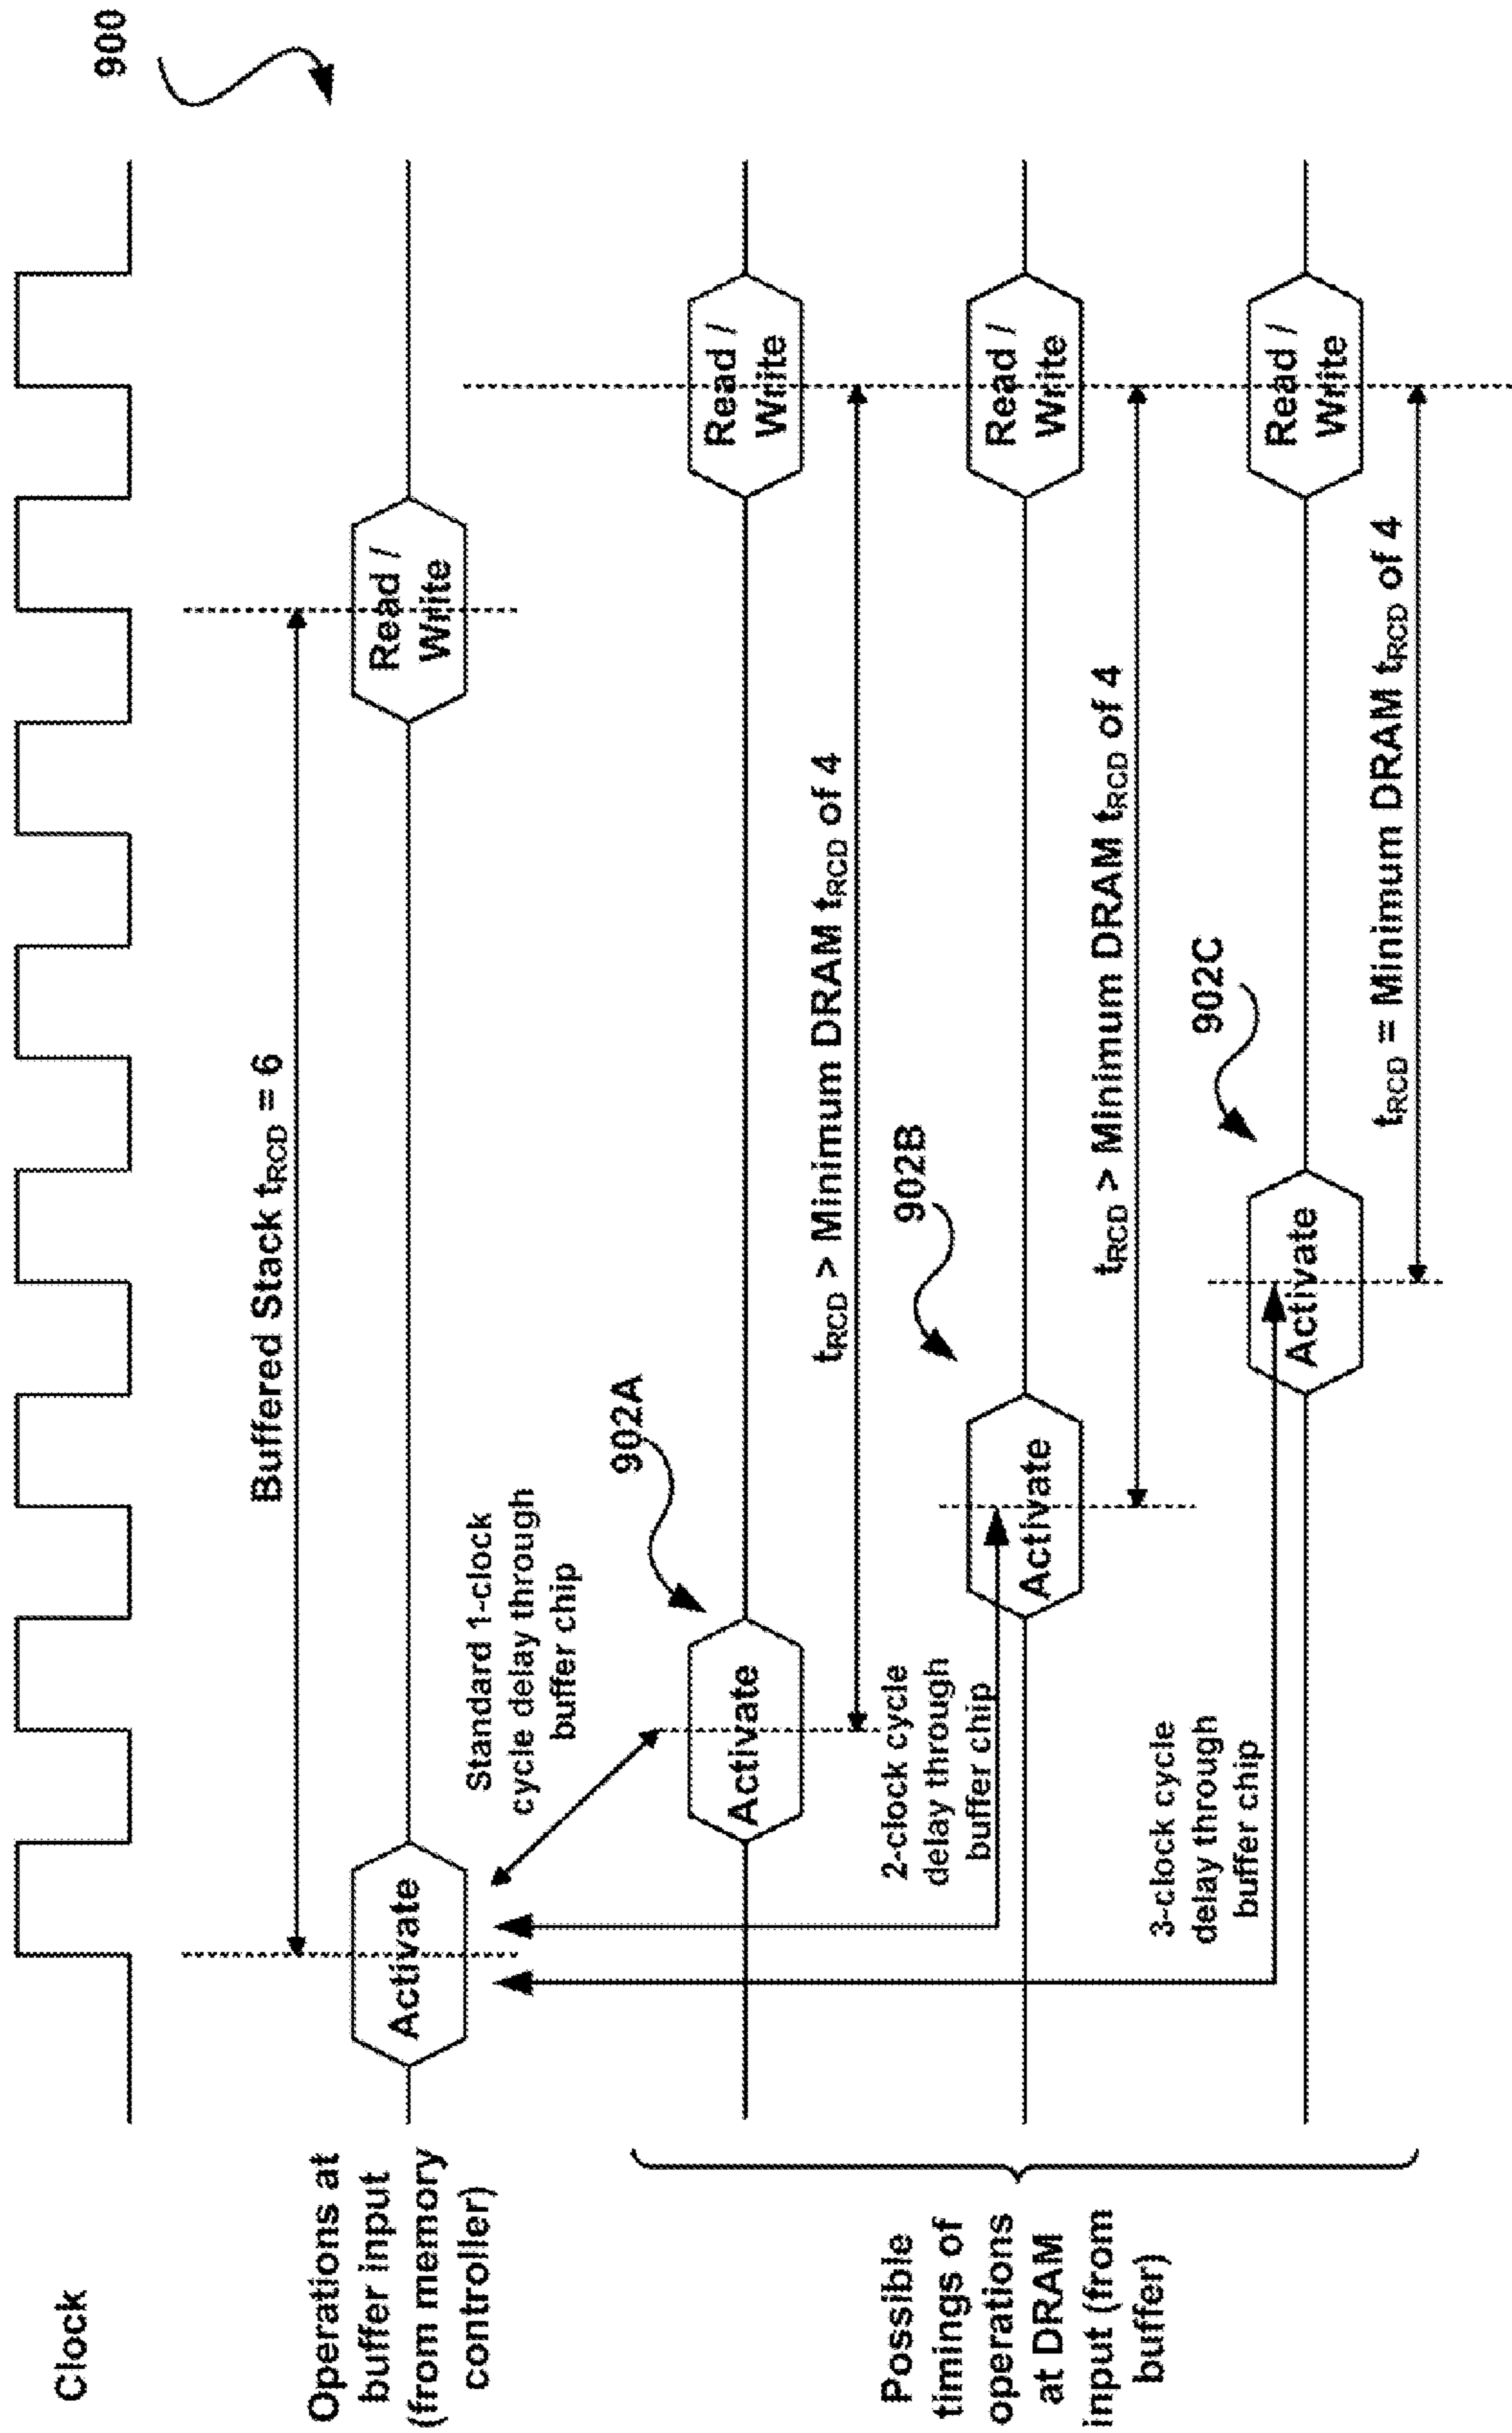 900
Clock
Buffered Stack tRCD = 6
Operations at
buffer input
(from memory
controller)
Activate
Read /
Write
Standard 1-clock
cycle delay through
buffer chip
902A
Activate
Read /
Write
tRCD > Minimum DRAM tRCD of 4
Possible
timings of
operations
at DRAM
input (from
buffer)
2-clock cycle
delay through
buffer chip
902B
Activate
Read /
Write
tRCD > Minimum DRAM tRCD of 4
3-clock cycle
delay through
buffer chip
902C
Activate
Read /
Write
tRCD = Minimum DRAM tRCD of 4